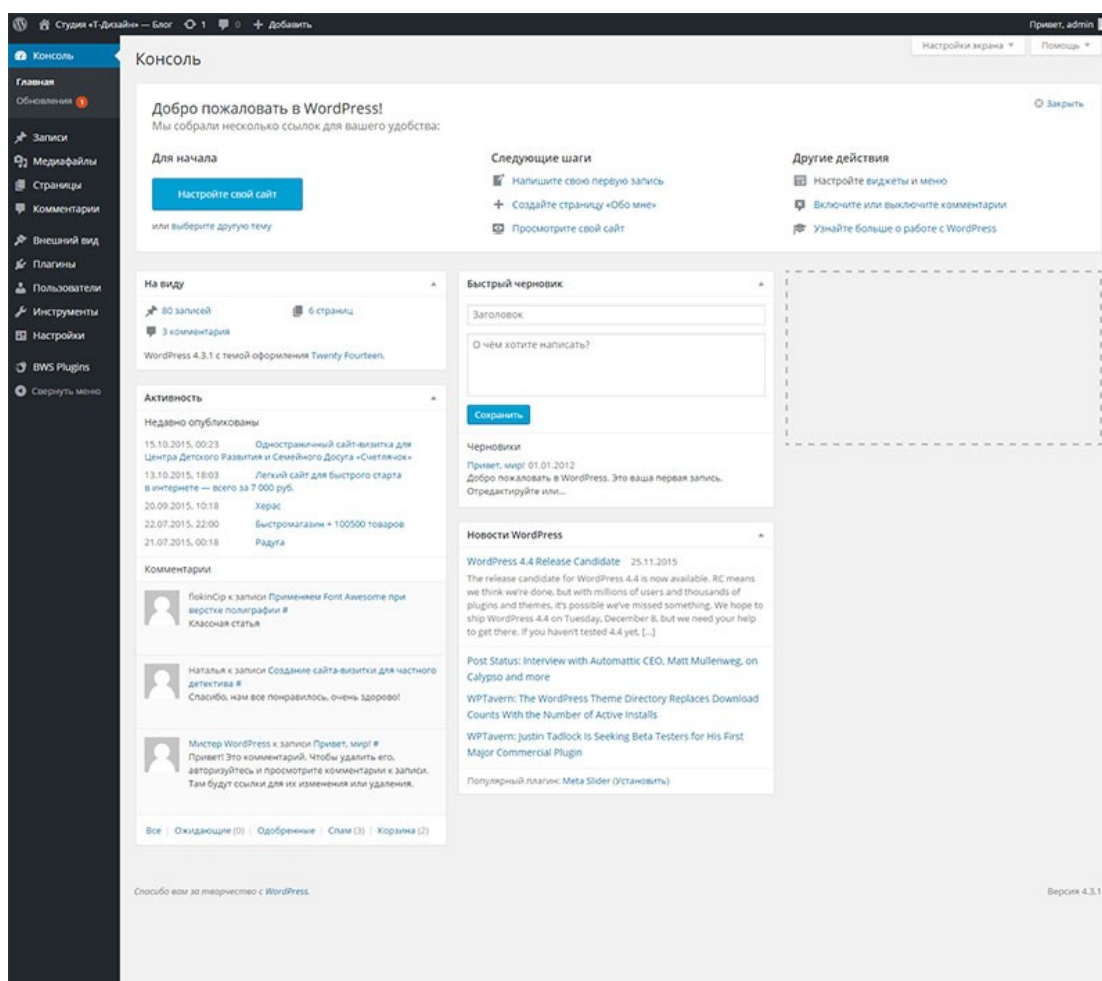 Студия «Т-Дизайн» — Блог 1 0 + Добавить
Привет, admin
Консоль
Главная
Обновления 1
Записи
Медиафайлы
Страницы
Комментарии
Внешний вид
Плагины
Пользователи
Инструменты
Настройки
BWS Plugins
Свернуть меню
Консоль
Настройки экрана
Помощь
Добро пожаловать в WordPress!
Мы собрали несколько ссылок для вашего удобства:
Закрыть
Для начала
Настройте свой сайт
или выберите другую тему
Следующие шаги
Напишите свою первую запись
Создайте страницу «Обо мне»
Просмотрите свой сайт
Другие действия
Настройте виджеты и меню
Включите или выключите комментарии
Узнайте больше о работе с WordPress
На виду
80 записей
6 страниц
3 комментария
WordPress 4.3.1 с темой оформления Twenty Fourteen.
Активность
Недавно опубликованы
15.10.2015, 00:23 Одностраничный сайт-визитка для
Центра Детского Развития и Семейного Досуга «Счетлячок»
13.10.2015, 18:03 Легкий сайт для быстрого старта
в интернете — всего за 7 000 руб.
20.09.2015, 10:18 Херас
22.07.2015, 22:00 Быстромагазин + 100500 товаров
21.07.2015, 00:18 Радуга
Комментарии
flokinCip к записи Применяем Font Awesome при
верстке полиграфии #
Класоная статья
Наталья к записи Создание сайта-визитки для частного
детектива #
Спасибо, нам все понравилось, очень здорово!
Мистер WordPress к записи Привет, мир! #
Привет! Это комментарий. Чтобы удалить его,
авторизуйтесь и просмотрите комментарии к записи.
Там будут ссылки для их изменения или удаления.
Все | Ожидающие (0) | Одобренные | Спам (3) | Корзина (2)
Быстрый черновик
Заголовок
О чём хотите написать?
Сохранить
Черновики
Привет, мир! 01.01.2012
Добро пожаловать в WordPress. Это ваша первая запись.
Отредактируйте или...
Новости WordPress
WordPress 4.4 Release Candidate 25.11.2015
The release candidate for WordPress 4.4 is now available. RC means
we think we're done, but with millions of users and thousands of
plugins and themes, it's possible we've missed something. We hope to
ship WordPress 4.4 on Tuesday, December 8, but we need your help
to get there. If you haven't tested 4.4 yet, [...]
Post Status: Interview with Automattic CEO, Matt Mullenweg, on
Calypso and more
WPTavern: The WordPress Theme Directory Replaces Download
Counts With the Number of Active Installs
WPTavern: Justin Tadlock Is Seeking Beta Testers for His First
Major Commercial Plugin
Популярный плагин: Meta Slider (Установить)
Спасибо вам за творчество с WordPress.
Версия 4.3.1